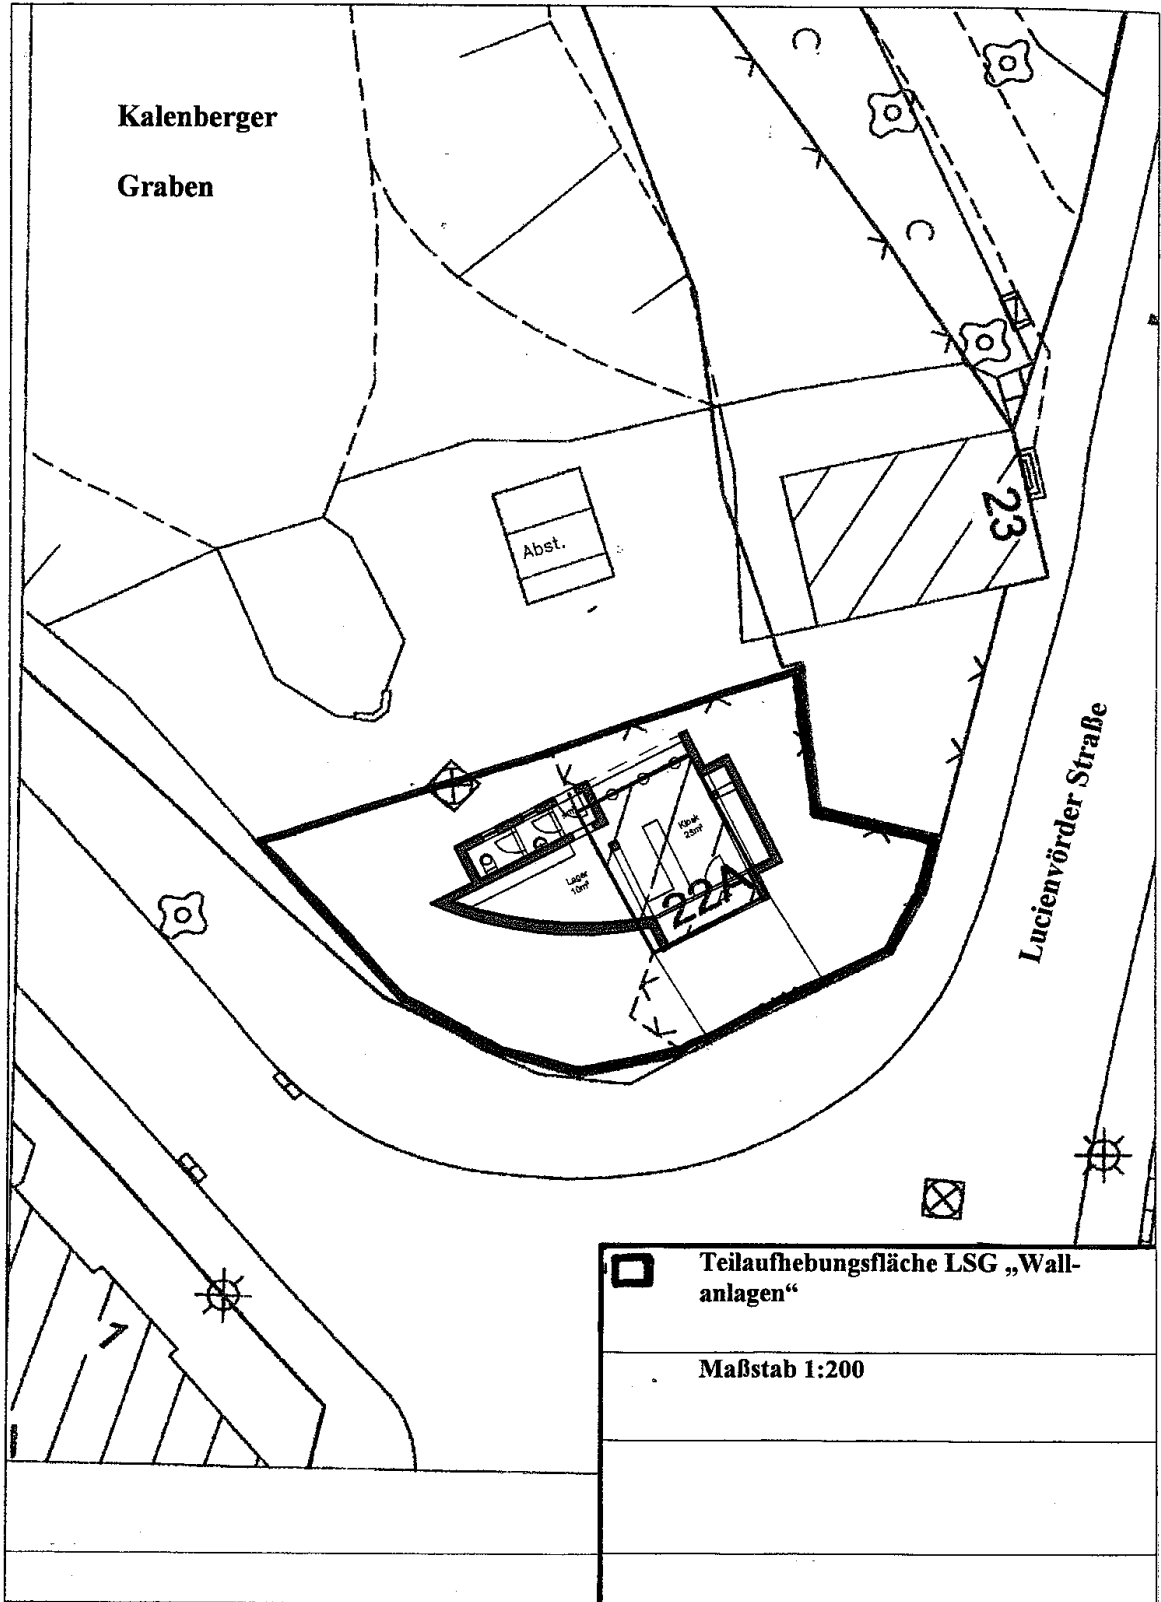 Kalenberger
Graben
Abst.
23
Kiosk
25m²
Lager
10m²
22A
Lucienvörder Straße
1
Teilaufhebungsfläche LSG „Wall-
anlagen“
Maßstab 1:200